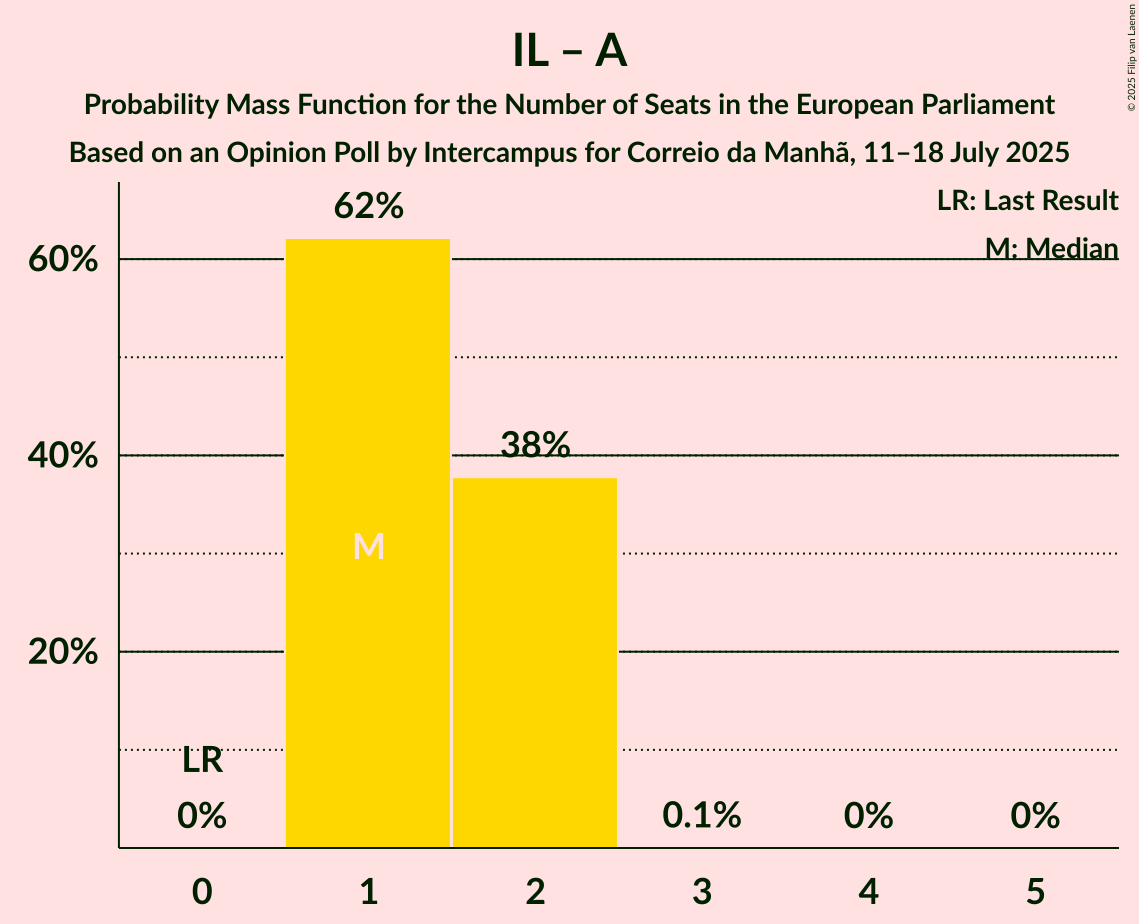 IL – A
Probability Mass Function for the Number of Seats in the European Parliament
Based on an Opinion Poll by Intercampus for Correio da Manhã, 11–18 July 2025
© 2025 Filip van Laenen
LR: Last Result
M: Median
62%
60%
38%
40%
M
20%
LR
0%
0.1%
0%
0%
0 1 2 3 4 5